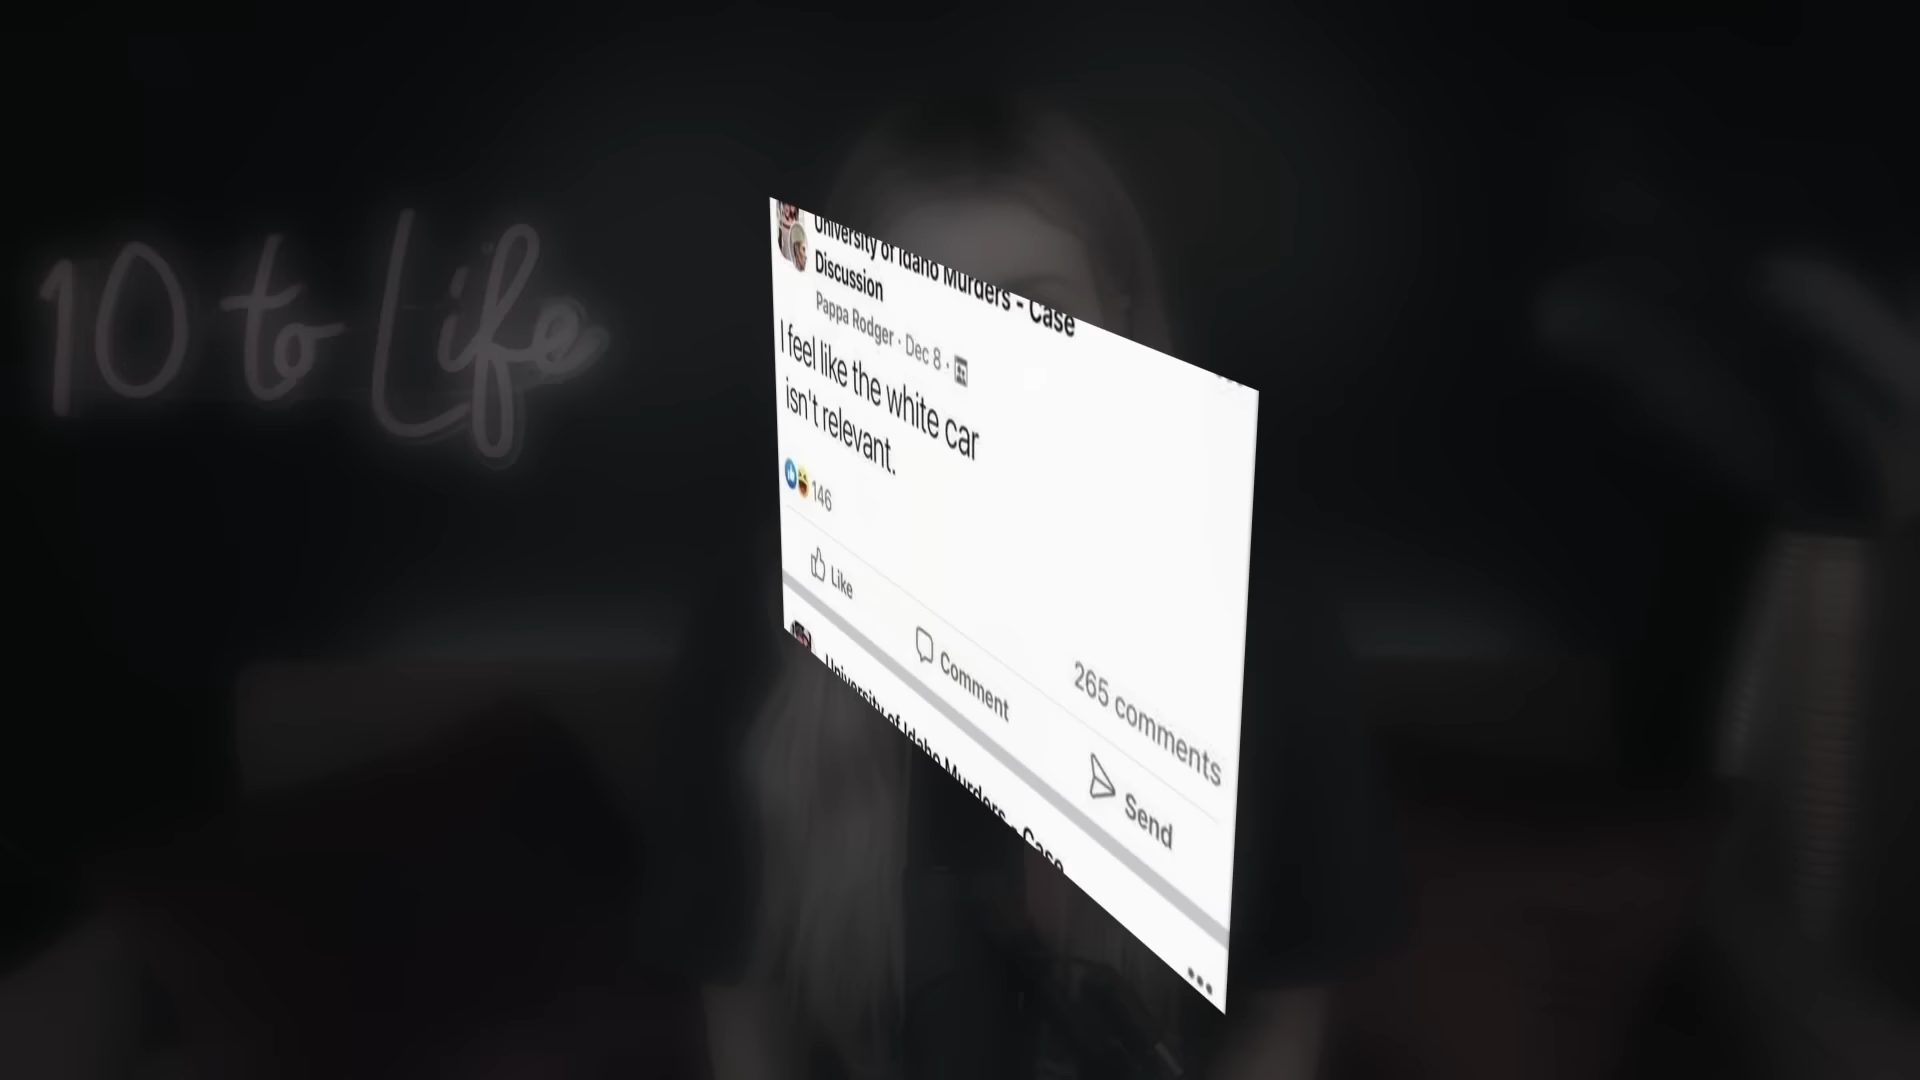 10 to Life
University of Idaho Murders - Case
Discussion
Pappa Rodger · Dec 8 ·
I feel like the white car
isn't relevant.
146
265 comments
Like
Comment
Send
University of Idaho Murders - Case